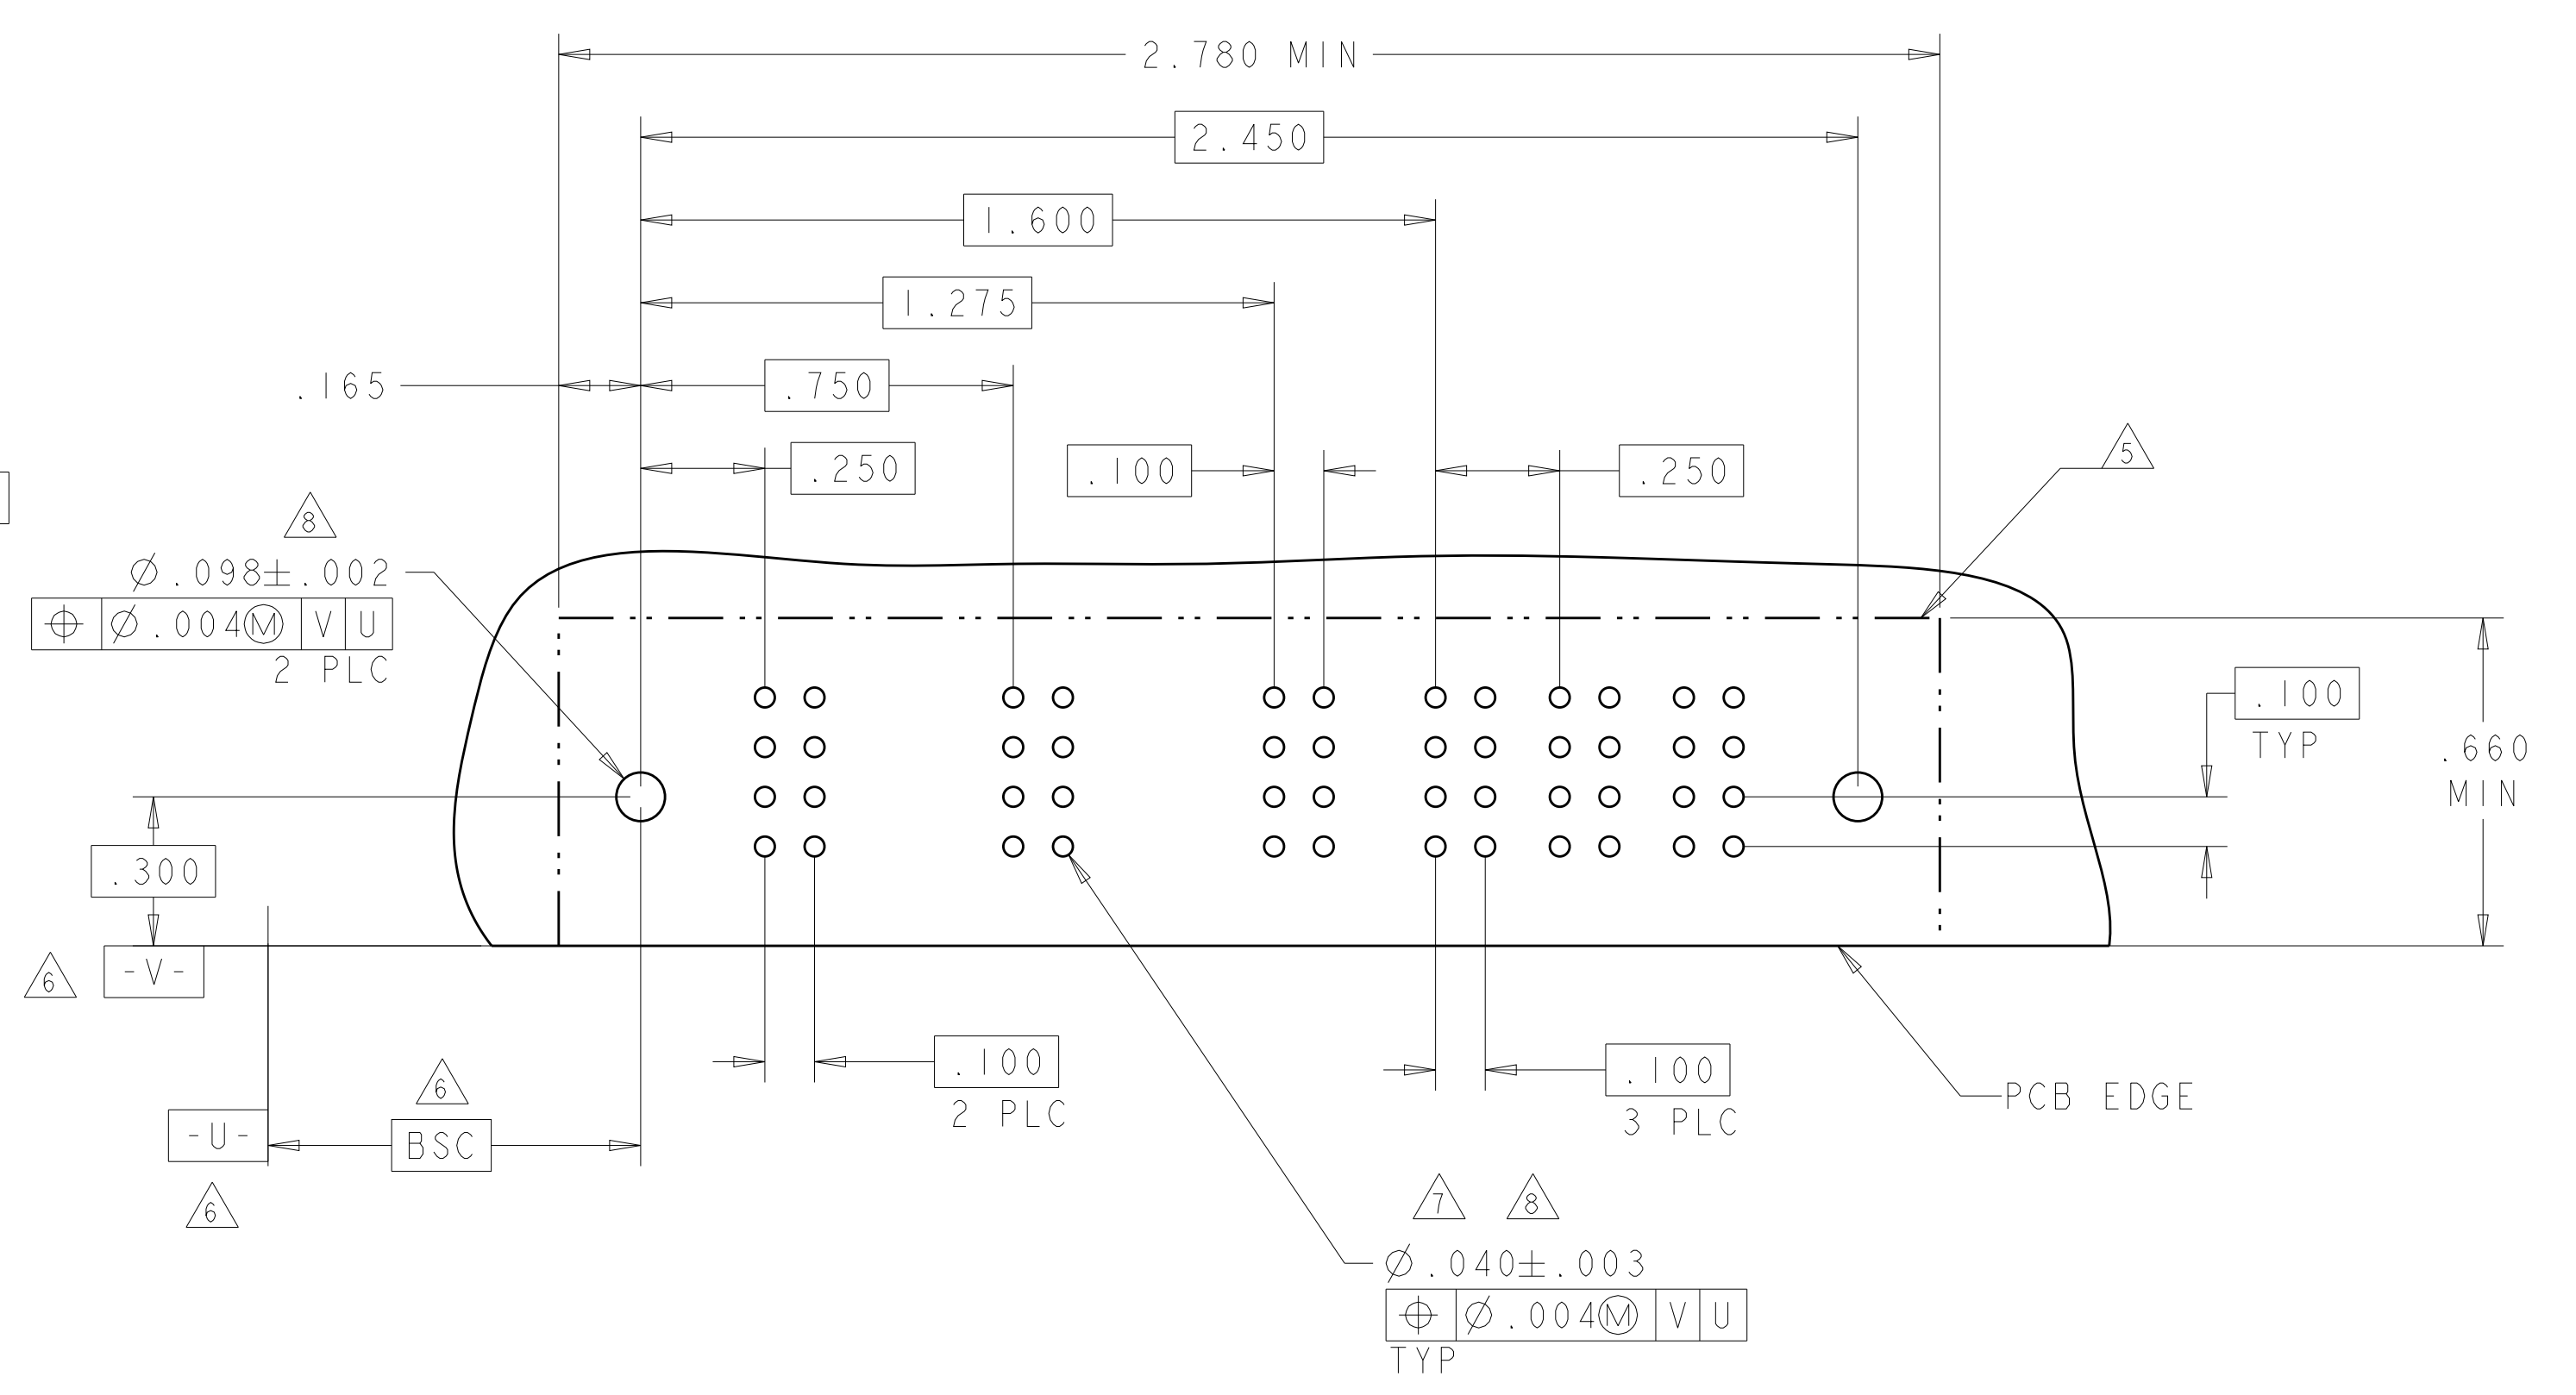 2.780 MIN
2.450
1.600
1.275
.165
.750
.250
.100
.250
5
8
Ø.098±.002
⌖ Ø.004Ⓜ V U
2 PLC
.100
TYP
.660
MIN
.300
6
-V-
.100
2 PLC
.100
3 PLC
6
BSC
-U-
6
PCB EDGE
7 8
Ø.040±.003
⌖ Ø.004Ⓜ V U
TYP